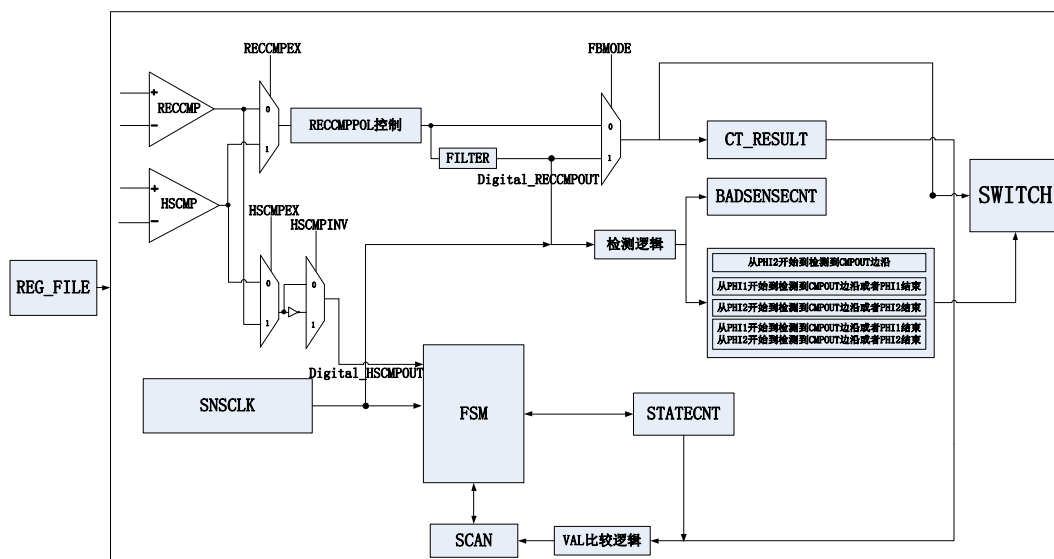 RECCMPEX
FBMODE
+
RECCMP
-
0
1
RECCMPPOL控制
0
1
FILTER
Digital_RECCMPOUT
CT_RESULT
+
HSCMP
-
BADSENSECNT
SWITCH
HSCMPEX
HSCMPINV
检测逻辑
从PHI2开始到检测到CMPOUT边沿
从PHI1开始到检测到CMPOUT边沿或者PHI1结束
从PHI2开始到检测到CMPOUT边沿或者PHI2结束
从PHI1开始到检测到CMPOUT边沿或者PHI1结束
从PHI2开始到检测到CMPOUT边沿或者PHI2结束
REG_FILE
0
1
0
1
Digital_HSCMPOUT
SNSCLK
FSM
STATECNT
SCAN
VAL比较逻辑